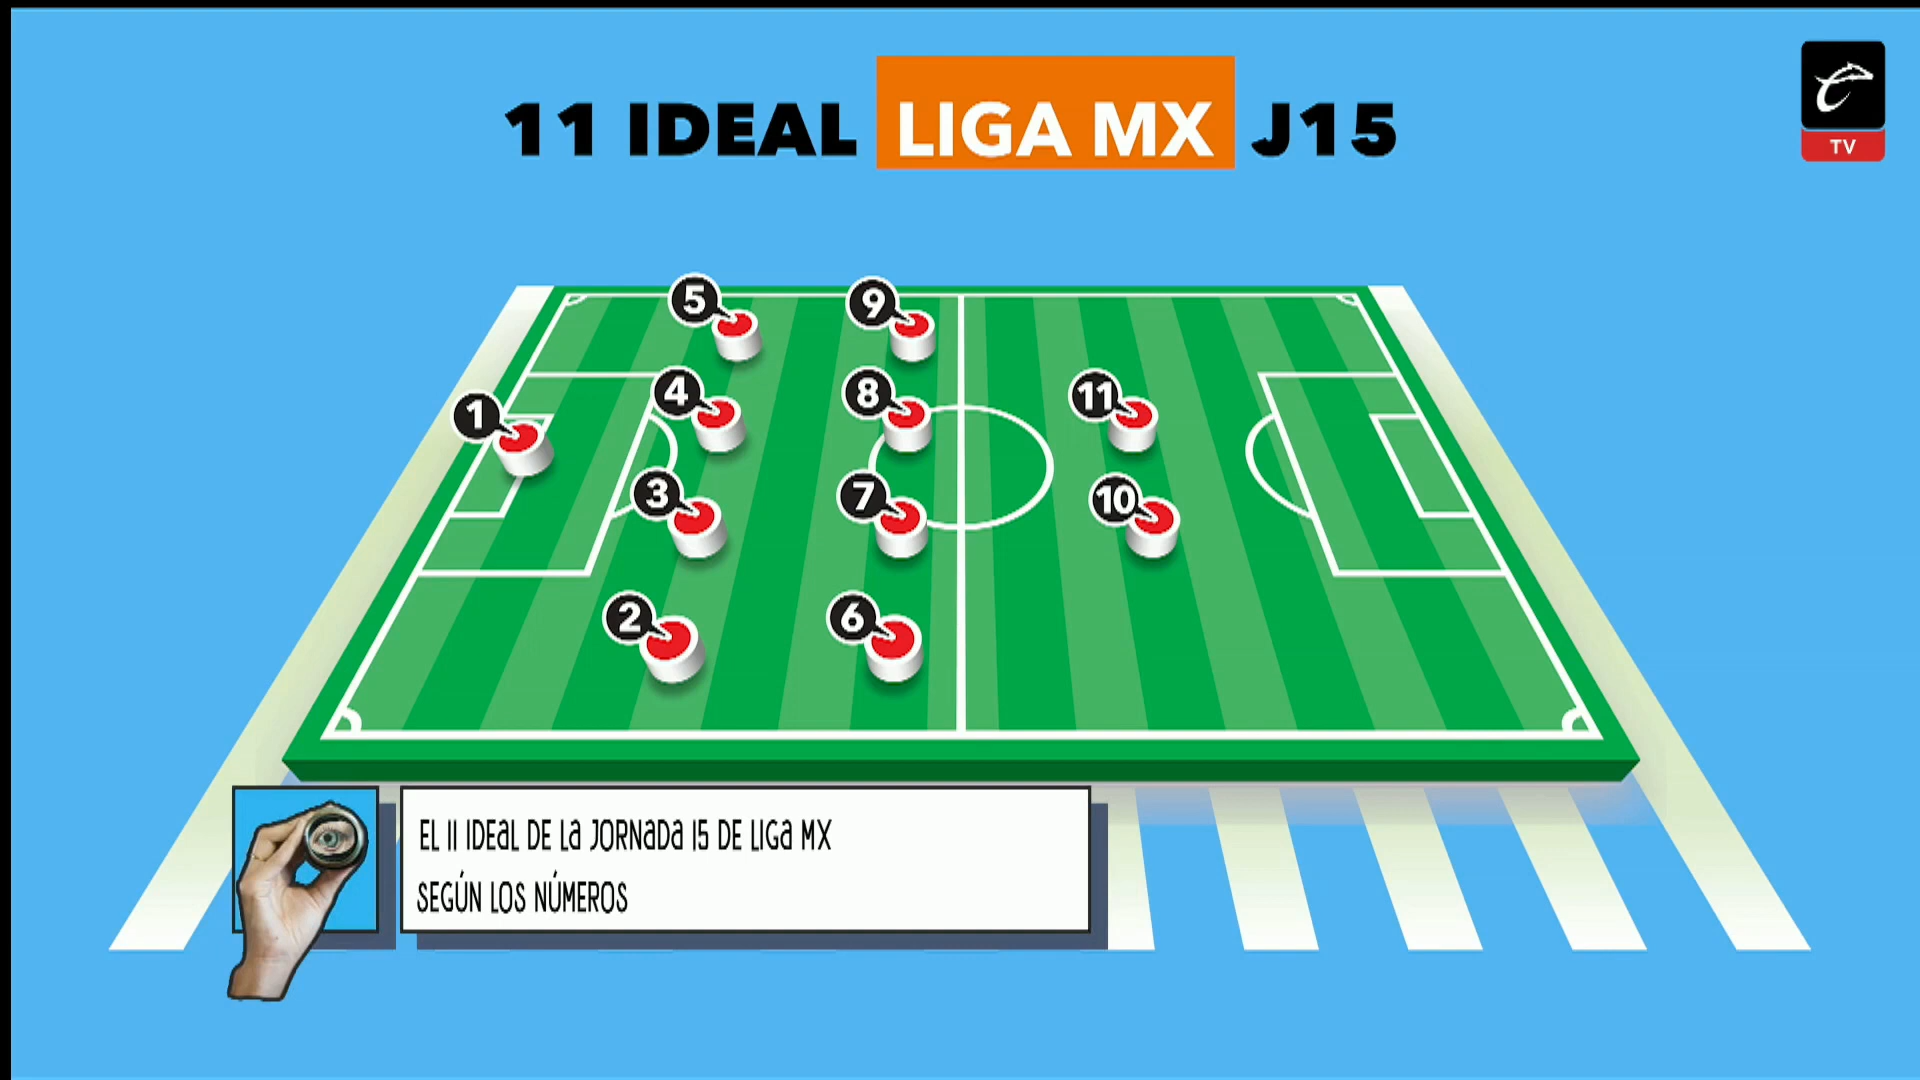 11 IDEAL LIGA MX J15
TV
5
9
4
8
11
1
3
7
10
2
6
EL 11 IDEAL DE LA JORNADA 15 DE LIGA MX
SEGÚN LOS NÚMEROS